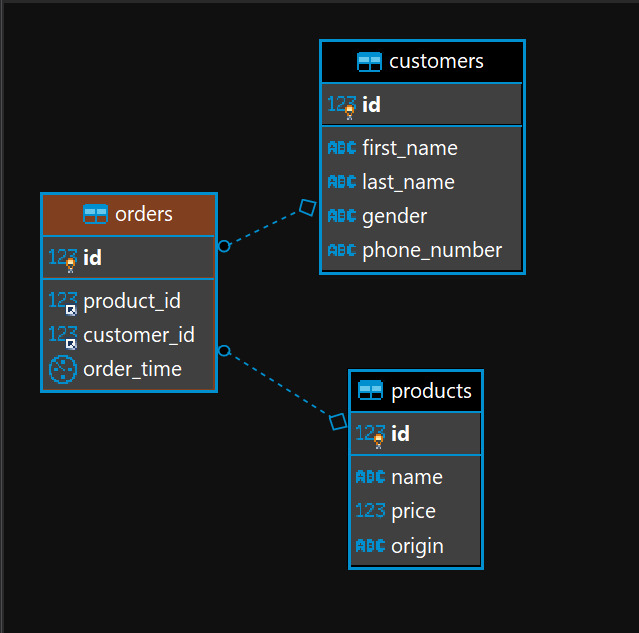 customers
123 id
ABC first_name
ABC last_name
ABC gender
ABC phone_number
orders
123 id
123 product_id
123 customer_id
order_time
products
123 id
ABC name
123 price
ABC origin